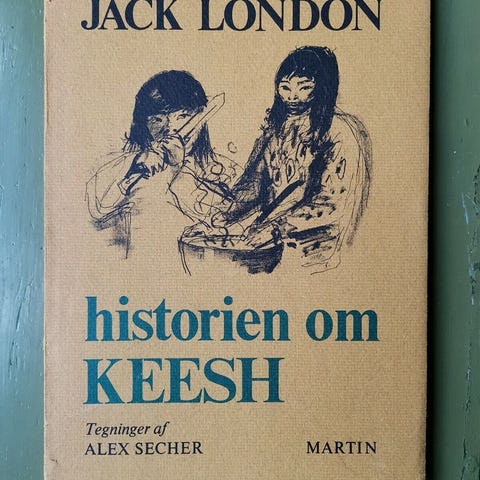 JACK LONDON
historien om
KEESH
Tegninger af
ALEX SECHER MARTIN